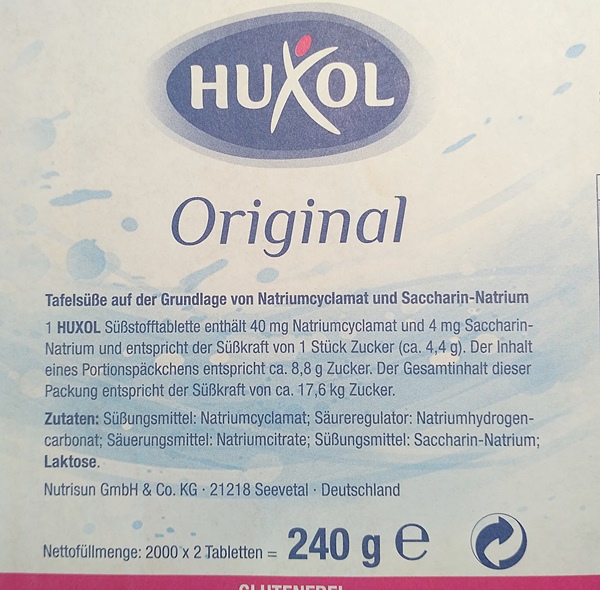 HUXOL
Original
Tafelsüße auf der Grundlage von Natriumcyclamat und Saccharin-Natrium
1 HUXOL Süßstofftablette enthält 40 mg Natriumcyclamat und 4 mg Saccharin-
Natrium und entspricht der Süßkraft von 1 Stück Zucker (ca. 4,4 g). Der Inhalt
eines Portionspäckchens entspricht ca. 8,8 g Zucker. Der Gesamtinhalt dieser
Packung entspricht der Süßkraft von ca. 17,6 kg Zucker.
Zutaten: Süßungsmittel: Natriumcyclamat; Säureregulator: Natriumhydrogen-
carbonat; Säuerungsmittel: Natriumcitrate; Süßungsmittel: Saccharin-Natrium;
Laktose.
Nutrisun GmbH & Co. KG · 21218 Seevetal · Deutschland
Nettofüllmenge: 2000 x 2 Tabletten = 240 g e
GLUTENFREI